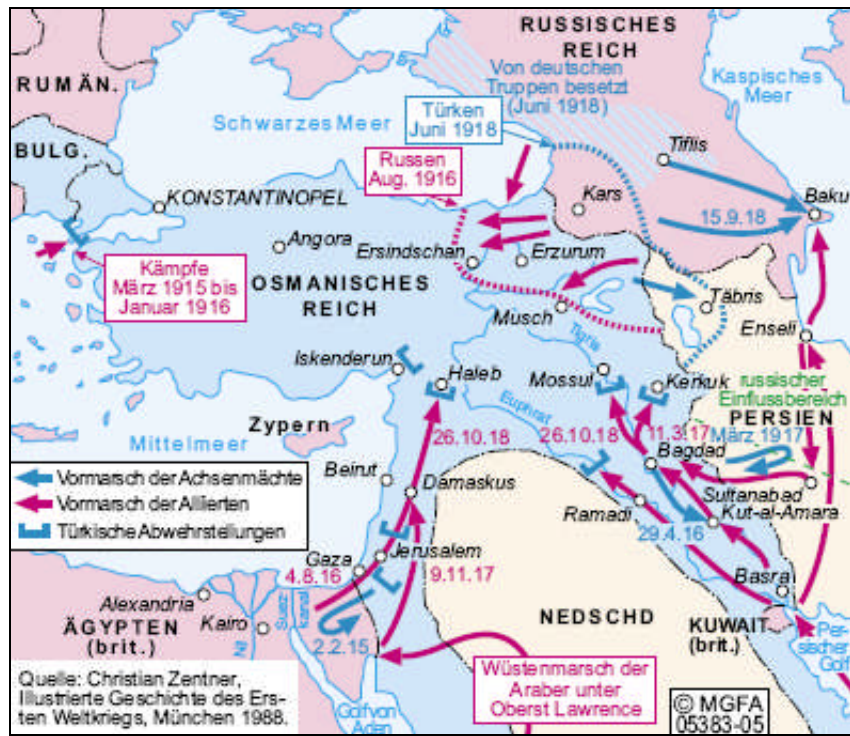 RUSSISCHES
REICH
RUMÄN.
Von deutschen
Truppen besetzt
(Juni 1918)
Kaspisches
Meer
Türken
Juni 1918
Schwarzes Meer
Tiflis
BULG.
Russen
Aug. 1916
KONSTANTINOPEL
Kars
Baku
15.9.18
Angora
Ersindschan
Erzurum
Kämpfe
März 1915 bis
Januar 1916
OSMANISCHES
REICH
Täbris
Musch
Enseli
Tigris
Iskenderun
Haleb
Mossul
Kerkuk
russischer
Einflussbereich
Euphrat
PERSIEN
Zypern
26.10.18
26.10.18
11.3.17
März 1917
Mittelmeer
Bagdad
Vormarsch der Achsenmächte
Vormarsch der Alliierten
Türkische Abwehrstellungen
Beirut
Damaskus
Sultanabad
Ramadi
Kut-al-Amara
29.4.16
Gaza
Jerusalem
4.8.16
9.11.17
Basra
Alexandria
Suez-
kanal
Kairo
NEDSCHD
ÄGYPTEN
(brit.)
Nil
2.2.15
KUWAIT
(brit.)
Per-
sischer
Golf
Wüstenmarsch der
Araber unter
Oberst Lawrence
Quelle: Christian Zentner,
Illustrierte Geschichte des Ers-
ten Weltkriegs, München 1988.
Golf von
Aden
© MGFA
05383-05